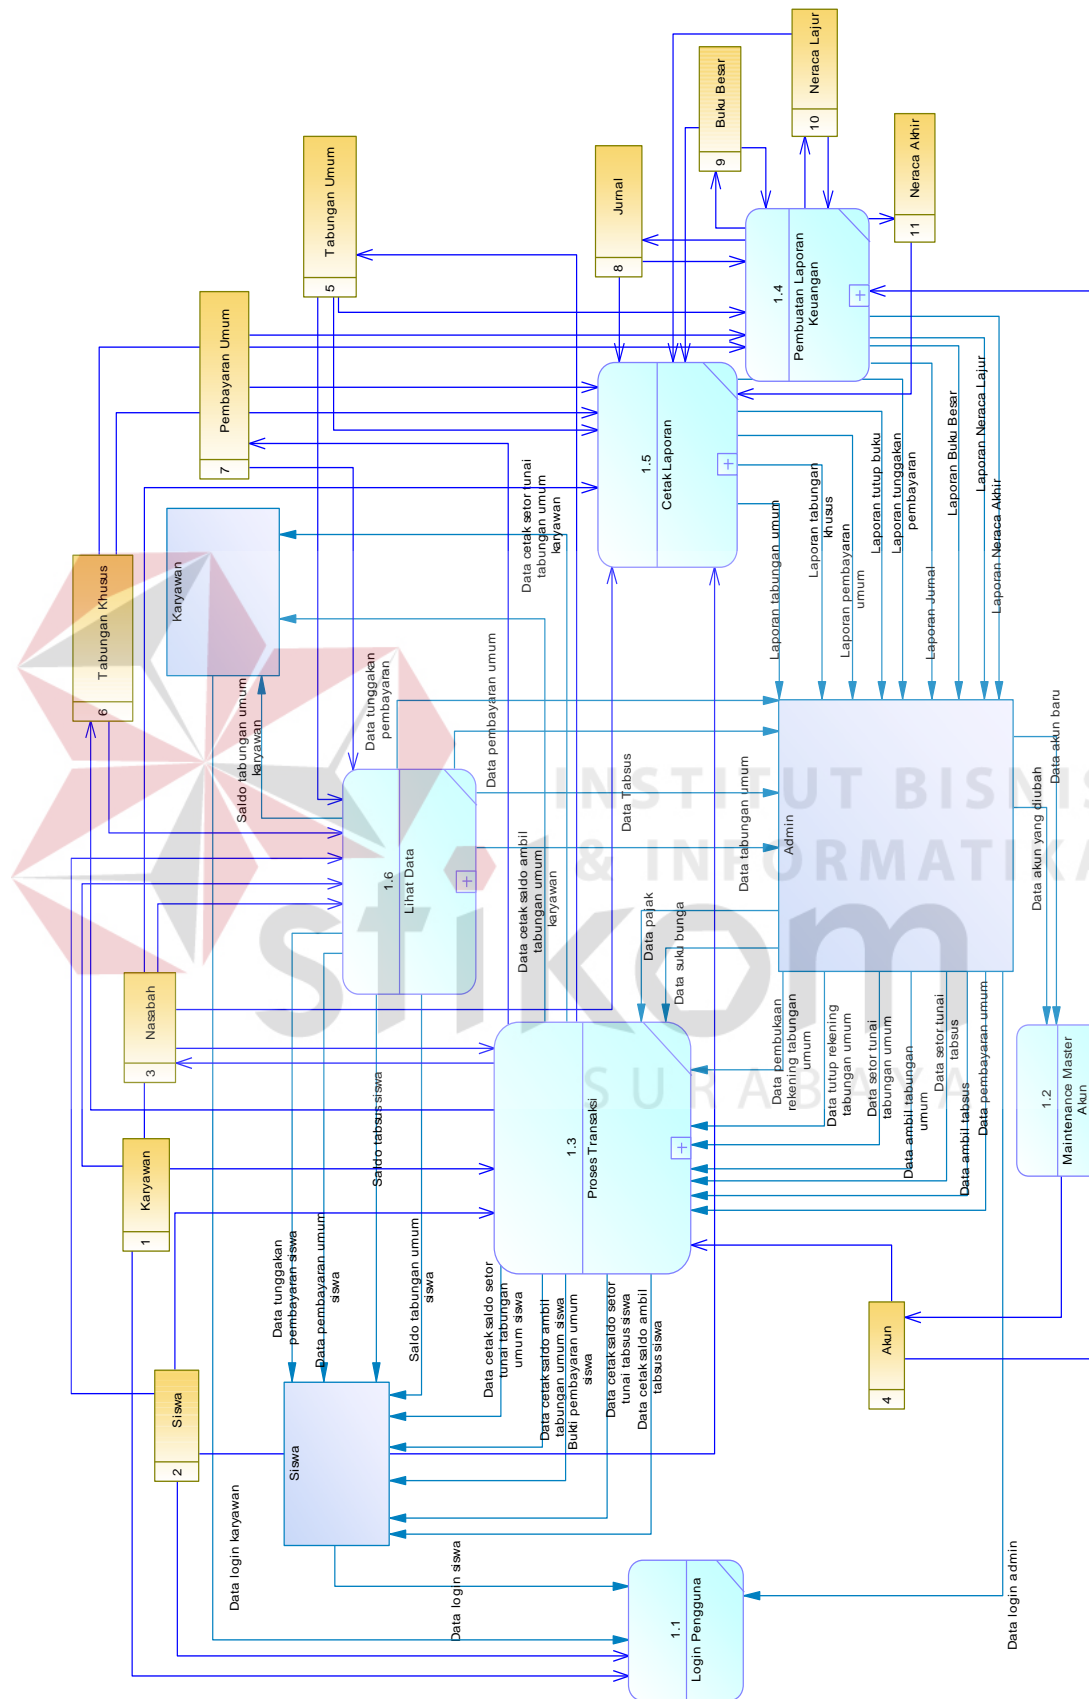 1
Karyawan
2
Siswa
3
Nasabah
4
Akun
5
Tabungan Umum
6
Tabungan Khusus
7
Pembayaran Umum
8
Jurnal
9
Buku Besar
10
Neraca Lajur
11
Neraca Akhir
Karyawan
Siswa
Admin
1.1
Login Pengguna
1.2
Maintenance Master
Akun
1.3
Proses Transaksi
1.4
Pembuatan Laporan
Keuangan
1.5
Cetak Laporan
1.6
Lihat Data
Data login karyawan
Data login siswa
Data login admin
Data tunggakan
pembayaran siswa
Data pembayaran umum
siswa
Saldo tabsus siswa
Saldo tabungan umum
siswa
Data cetak saldo setor
tunai tabungan
umum siswa
Data cetak saldo ambil
tabungan umum siswa
Bukti pembayaran umum
siswa
Data cetak saldo setor
tunai tabsus siswa
Data cetak saldo ambil
tabsus siswa
Saldo tabungan umum
karyawan
Data tunggakan
pembayaran
Data pembayaran umum
Data Tabsus
Data tabungan umum
Data cetak saldo ambil
tabungan umum
karyawan
Data cetak setor tunai
tabungan umum
karyawan
Data pajak
Data suku bunga
Data pembukaan
rekening tabungan
umum
Data tutup rekening
tabungan umum
Data setor tunai
tabungan umum
Data ambil tabungan
umum
Data setor tunai
tabsus
Data ambil tabsus
Data pembayaran umum
Data akun yang diubah
Data akun baru
Laporan tabungan umum
Laporan tabungan
khusus
Laporan pembayaran
umum
Laporan tutup buku
Laporan tunggakan
pembayaran
Laporan Jurnal
Laporan Buku Besar
Laporan Neraca Lajur
Laporan Neraca Akhir
INSTITUT BISNIS
& INFORMATIKA
stikom
SURABAYA